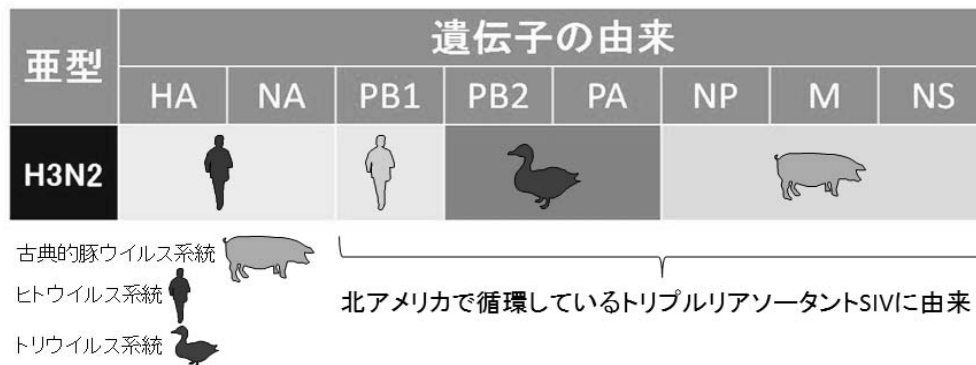 亜型 遺伝子の由来
HA NA PB1 PB2 PA NP M NS
H3N2
古典的豚ウイルス系統
ヒトウイルス系統
トリウイルス系統
北アメリカで循環しているトリプルリアソータントSIVに由来